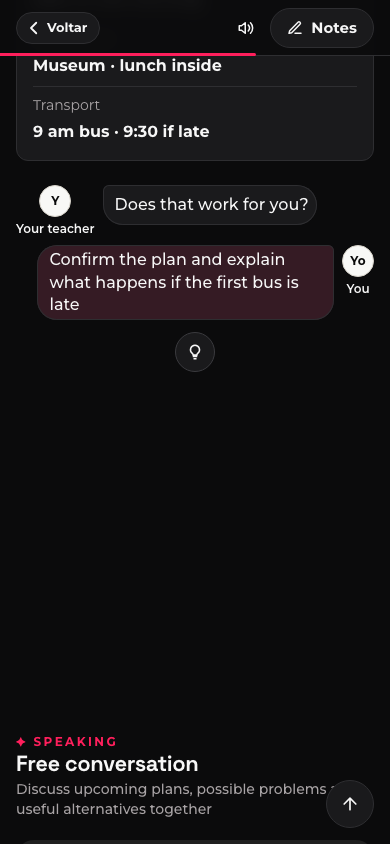 Voltar
Notes
Museum · lunch inside
Transport
9 am bus · 9:30 if late
Y
Does that work for you?
Your teacher
Confirm the plan and explain
what happens if the first bus is
late
Yo
You
SPEAKING
Free conversation
Discuss upcoming plans, possible problems
useful alternatives together